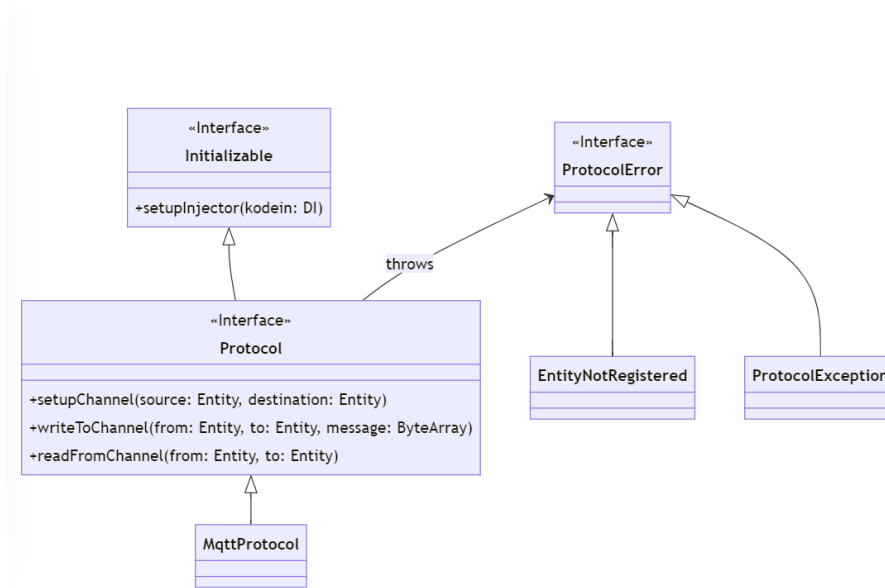 «Interface»
Initializable
+setupInjector(kodein: DI)
«Interface»
ProtocolError
throws
«Interface»
Protocol
+setupChannel(source: Entity, destination: Entity)
+writeToChannel(from: Entity, to: Entity, message: ByteArray)
+readFromChannel(from: Entity, to: Entity)
EntityNotRegistered
ProtocolException
MqttProtocol